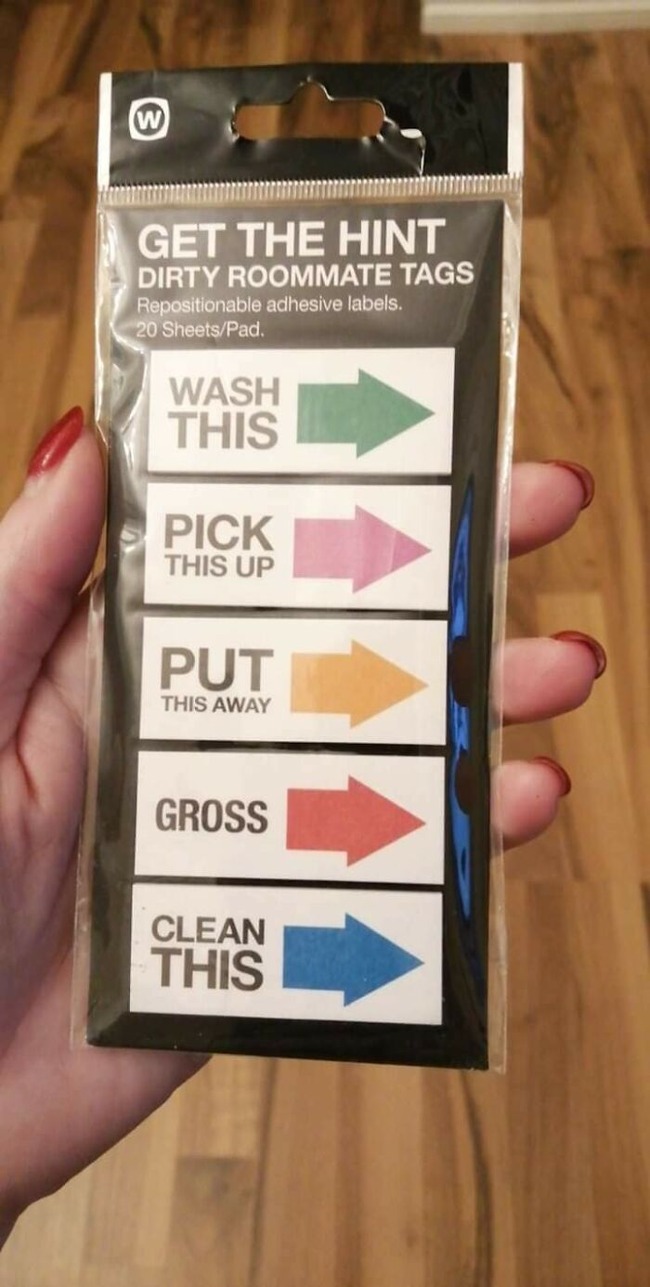 W
GET THE HINT
DIRTY ROOMMATE TAGS
Repositionable adhesive labels.
20 Sheets/Pad.
WASH
THIS
PICK
THIS UP
PUT
THIS AWAY
GROSS
CLEAN
THIS